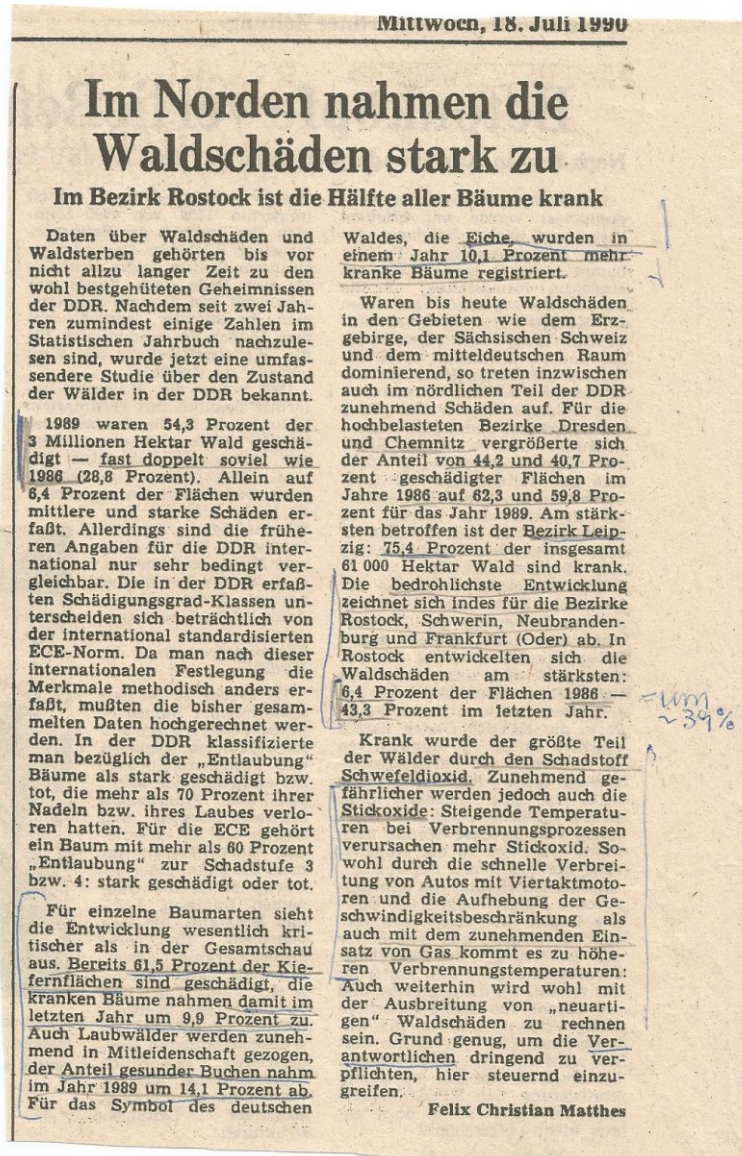 Mittwoch, 18. Juli 1990
Im Norden nahmen die
Waldschäden stark zu
Im Bezirk Rostock ist die Hälfte aller Bäume krank
Daten über Waldschäden und
Waldsterben gehörten bis vor
nicht allzu langer Zeit zu den
wohl bestgehüteten Geheimnissen
der DDR. Nachdem seit zwei Jah-
ren zumindest einige Zahlen im
Statistischen Jahrbuch nachzule-
sen sind, wurde jetzt eine umfas-
sendere Studie über den Zustand
der Wälder in der DDR bekannt.
1989 waren 54,3 Prozent der
3 Millionen Hektar Wald geschä-
digt — fast doppelt soviel wie
1986 (28,8 Prozent). Allein auf
6,4 Prozent der Flächen wurden
mittlere und starke Schäden er-
faßt. Allerdings sind die frühe-
ren Angaben für die DDR inter-
national nur sehr bedingt ver-
gleichbar. Die in der DDR erfaß-
ten Schädigungsgrad-Klassen un-
terscheiden sich beträchtlich von
der international standardisierten
ECE-Norm. Da man nach dieser
internationalen Festlegung die
Merkmale methodisch anders er-
faßt, mußten die bisher gesam-
melten Daten hochgerechnet wer-
den. In der DDR klassifizierte
man bezüglich der „Entlaubung"
Bäume als stark geschädigt bzw.
tot, die mehr als 70 Prozent ihrer
Nadeln bzw. ihres Laubes verlo-
ren hatten. Für die ECE gehört
ein Baum mit mehr als 60 Prozent
„Entlaubung" zur Schadstufe 3
bzw. 4: stark geschädigt oder tot.
Für einzelne Baumarten sieht
die Entwicklung wesentlich kri-
tischer als in der Gesamtschau
aus. Bereits 61,5 Prozent der Kie-
fernflächen sind geschädigt, die
kranken Bäume nahmen damit im
letzten Jahr um 9,9 Prozent zu.
Auch Laubwälder werden zuneh-
mend in Mitleidenschaft gezogen,
der Anteil gesunder Buchen nahm
im Jahr 1989 um 14,1 Prozent ab.
Für das Symbol des deutschen
Waldes, die Eiche, wurden in
einem Jahr 10,1 Prozent mehr
kranke Bäume registriert.
Waren bis heute Waldschäden
in den Gebieten wie dem Erz-
gebirge, der Sächsischen Schweiz
und dem mitteldeutschen Raum
dominierend, so treten inzwischen
auch im nördlichen Teil der DDR
zunehmend Schäden auf. Für die
hochbelasteten Bezirke Dresden
und Chemnitz vergrößerte sich
der Anteil von 44,2 und 40,7 Pro-
zent geschädigter Flächen im
Jahre 1986 auf 62,3 und 59,8 Pro-
zent für das Jahr 1989. Am stärk-
sten betroffen ist der Bezirk Leip-
zig: 75,4 Prozent der insgesamt
61 000 Hektar Wald sind krank.
Die bedrohlichste Entwicklung
zeichnet sich indes für die Bezirke
Rostock, Schwerin, Neubranden-
burg und Frankfurt (Oder) ab. In
Rostock entwickelten sich die
Waldschäden am stärksten:
6,4 Prozent der Flächen 1986 —
43,3 Prozent im letzten Jahr.
= um
~ 39%
Krank wurde der größte Teil
der Wälder durch den Schadstoff
Schwefeldioxid. Zunehmend ge-
fährlicher werden jedoch auch die
Stickoxide: Steigende Temperatu-
ren bei Verbrennungsprozessen
verursachen mehr Stickoxid. So-
wohl durch die schnelle Verbrei-
tung von Autos mit Viertaktmoto-
ren und die Aufhebung der Ge-
schwindigkeitsbeschränkung als
auch mit dem zunehmenden Ein-
satz von Gas kommt es zu höhe-
ren Verbrennungstemperaturen:
Auch weiterhin wird wohl mit
der Ausbreitung von „neuarti-
gen" Waldschäden zu rechnen
sein. Grund genug, um die Ver-
antwortlichen dringend zu ver-
pflichten, hier steuernd einzu-
greifen.
Felix Christian Matthes